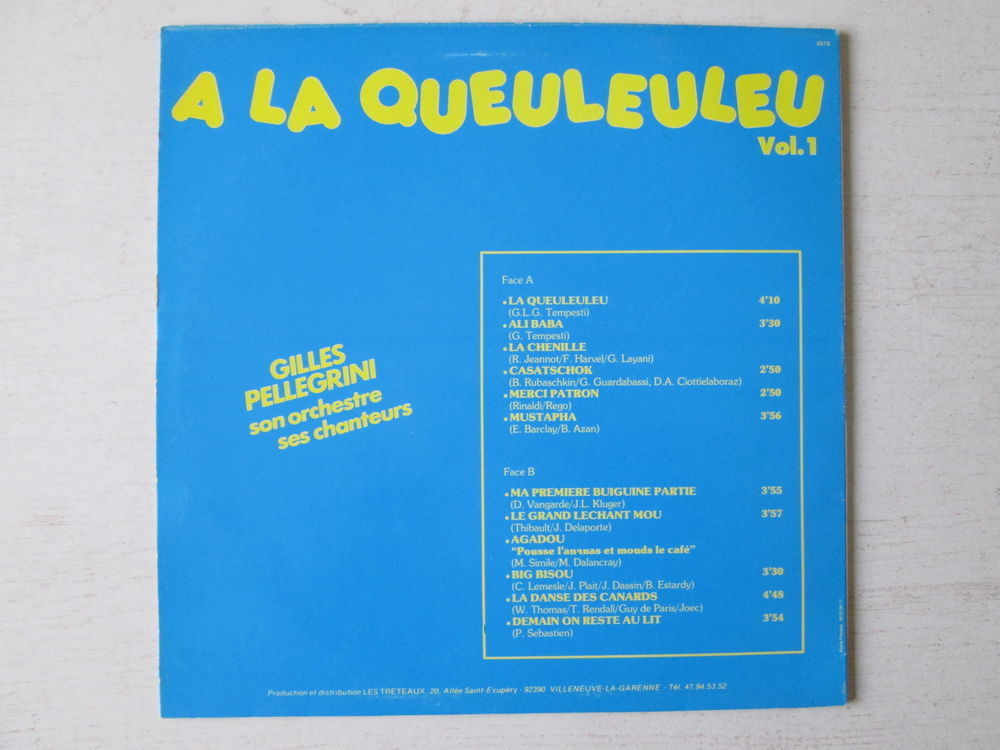 6578
A LA QUEULEULEU
Vol.1
GILLES
PELLEGRINI
son orchestre
ses chanteurs
Face A
• LA QUEULEULEU 4'10
(G.L.G. Tempesti)
• ALI BABA 3'30
(G. Tempesti)
• LA CHENILLE
(R. Jeannot/F. Harvel/G. Layani)
• CASATSCHOK 2'50
(B. Rubaschkin/G. Guardabassi, D.A. Ciottielaboraz)
• MERCI PATRON 2'50
(Rinaldi/Rego)
• MUSTAPHA 3'56
(E. Barclay/B. Azan)
Face B
• MA PREMIERE BUIGUINE PARTIE 3'55
(D. Vangarde/J.L. Kluger)
• LE GRAND LECHANT MOU 3'57
(Thibault/J. Delaporte)
• AGADOU
“Pousse l'ananas et mouds le café”
(M. Simile/M. Dalancray)
• BIG BISOU 3'30
(C. Lemesle/J. Plait/J. Dassin/B. Estardy)
• LA DANSE DES CANARDS 4'48
(W. Thomas/T. Rendall/Guy de Paris/Joec)
• DEMAIN ON RESTE AU LIT 3'54
(P. Sebastien)
Production et distribution LES TRETEAUX, 20, Allée Saint-Exupéry - 92390 VILLENEUVE-LA-GARENNE - Tél. 47.94.53.52